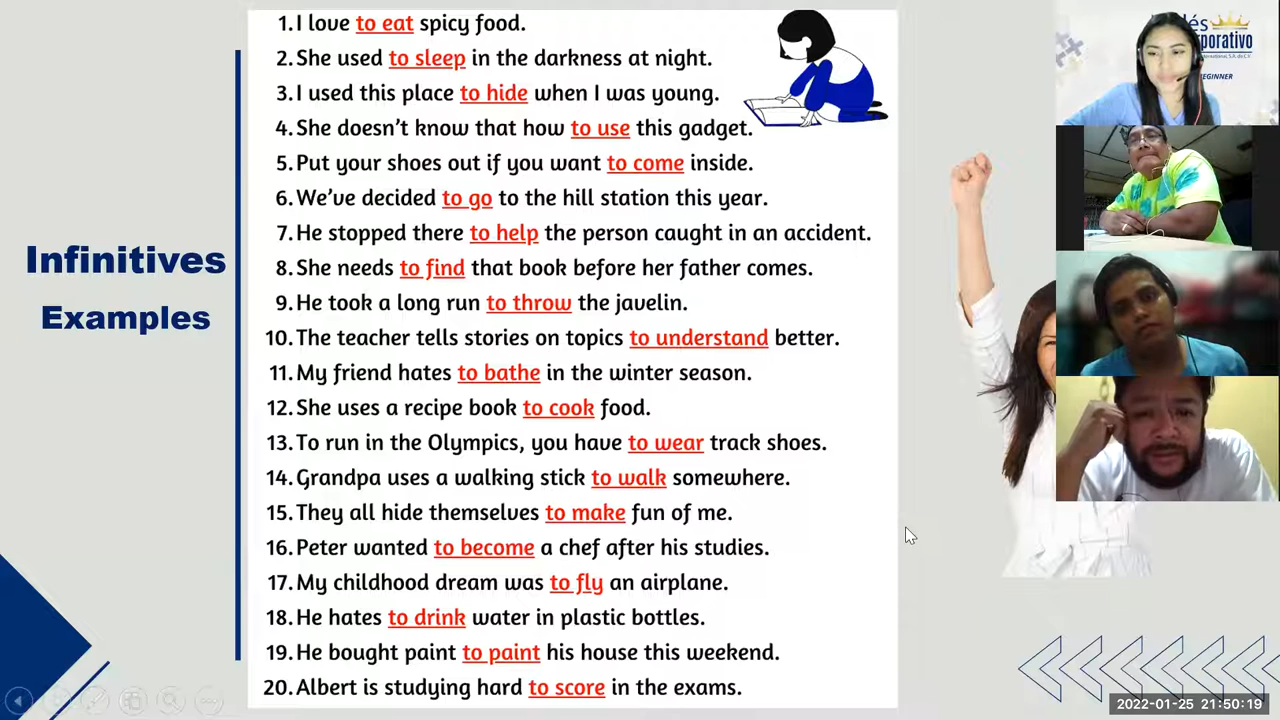 Infinitives
Examples
1. I love to eat spicy food.
2. She used to sleep in the darkness at night.
3. I used this place to hide when I was young.
4. She doesn't know that how to use this gadget.
5. Put your shoes out if you want to come inside.
6. We've decided to go to the hill station this year.
7. He stopped there to help the person caught in an accident.
8. She needs to find that book before her father comes.
9. He took a long run to throw the javelin.
10. The teacher tells stories on topics to understand better.
11. My friend hates to bathe in the winter season.
12. She uses a recipe book to cook food.
13. To run in the Olympics, you have to wear track shoes.
14. Grandpa uses a walking stick to walk somewhere.
15. They all hide themselves to make fun of me.
16. Peter wanted to become a chef after his studies.
17. My childhood dream was to fly an airplane.
18. He hates to drink water in plastic bottles.
19. He bought paint to paint his house this weekend.
20. Albert is studying hard to score in the exams.
2022-01-25 21:50:19